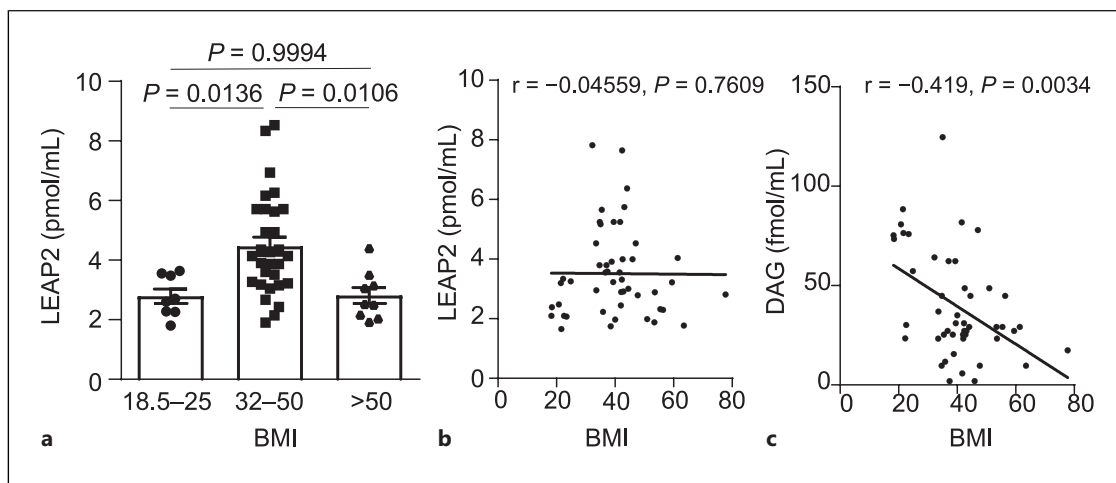 P = 0.9994
P = 0.0136
P = 0.0106
LEAP2 (pmol/mL)
10
8
6
4
2
0
18.5–25
32–50
>50
a
BMI
r = −0.04559, P = 0.7609
LEAP2 (pmol/mL)
10
8
6
4
2
0
0
20
40
60
80
b
BMI
r = −0.419, P = 0.0034
DAG (fmol/mL)
150
100
50
0
0
20
40
60
80
c
BMI